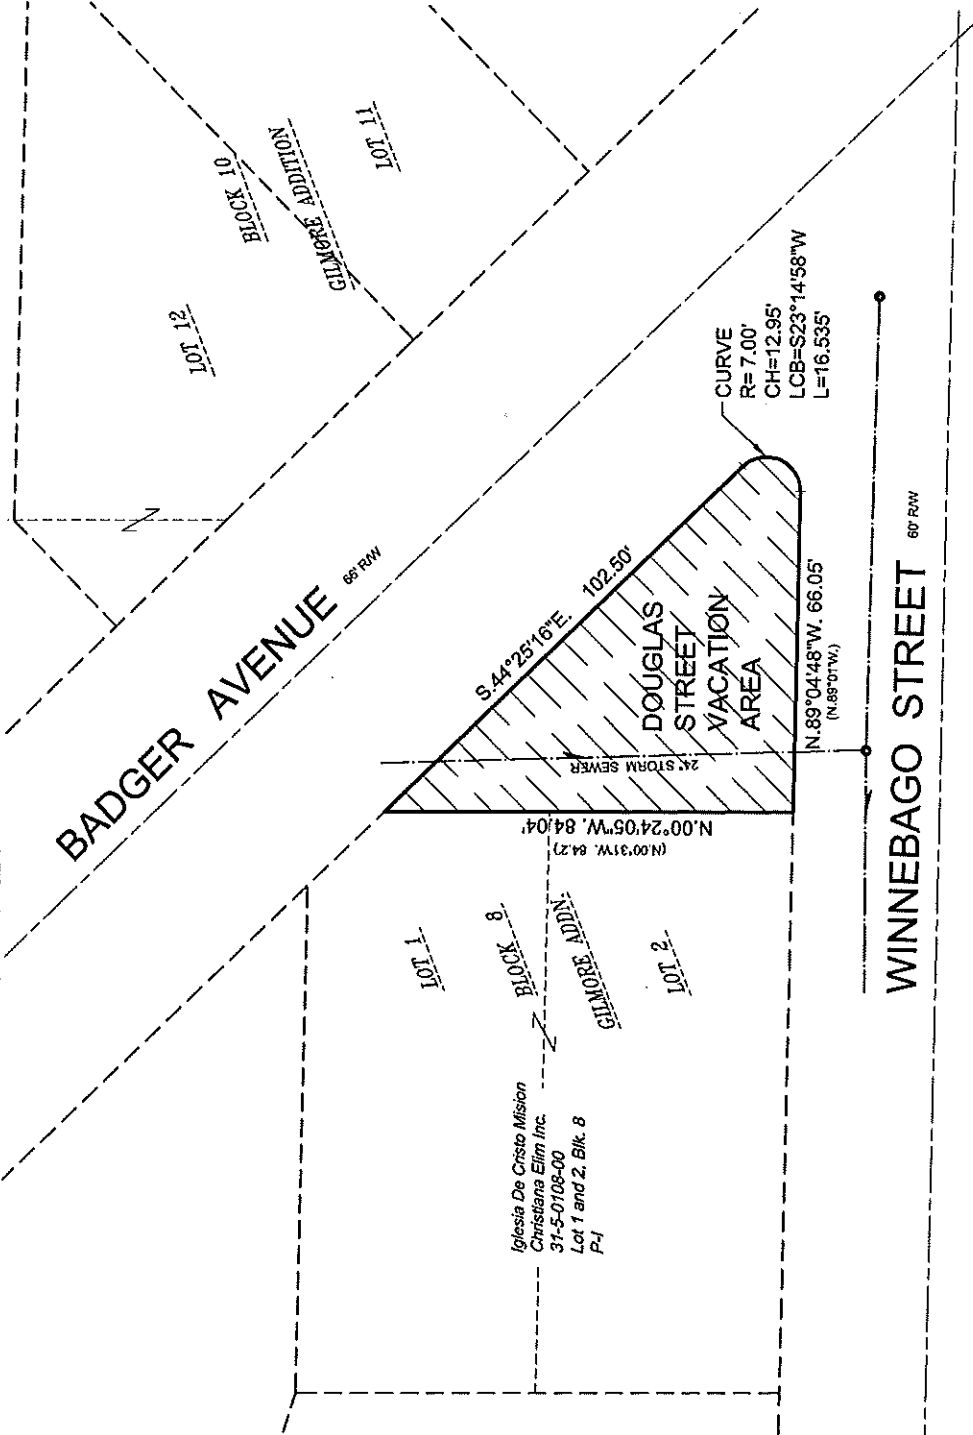 BLOCK 10
GILMORE ADDITION
LOT 11
LOT 12
BADGER AVENUE 66' R/W
S.44°25'16"E. 102.50'
CURVE
R= 7.00'
CH=12.95'
LCB=S23°14'58"W
L=16.535'
DOUGLAS
STREET
VACATION
AREA
24" STORM SEWER
N.00°24'05"W. 84.04'
(N.00°31'W. 84.2)
N.89°04'48"W. 66.05'
(N.89°01'W.)
LOT 1
BLOCK 8
GILMORE ADDN.
LOT 2
Iglesia De Cristo Mision
Christiana Elim Inc.
31-5-0108-00
Lot 1 and 2, Blk. 8
P-I
WINNEBAGO STREET 60' R/W